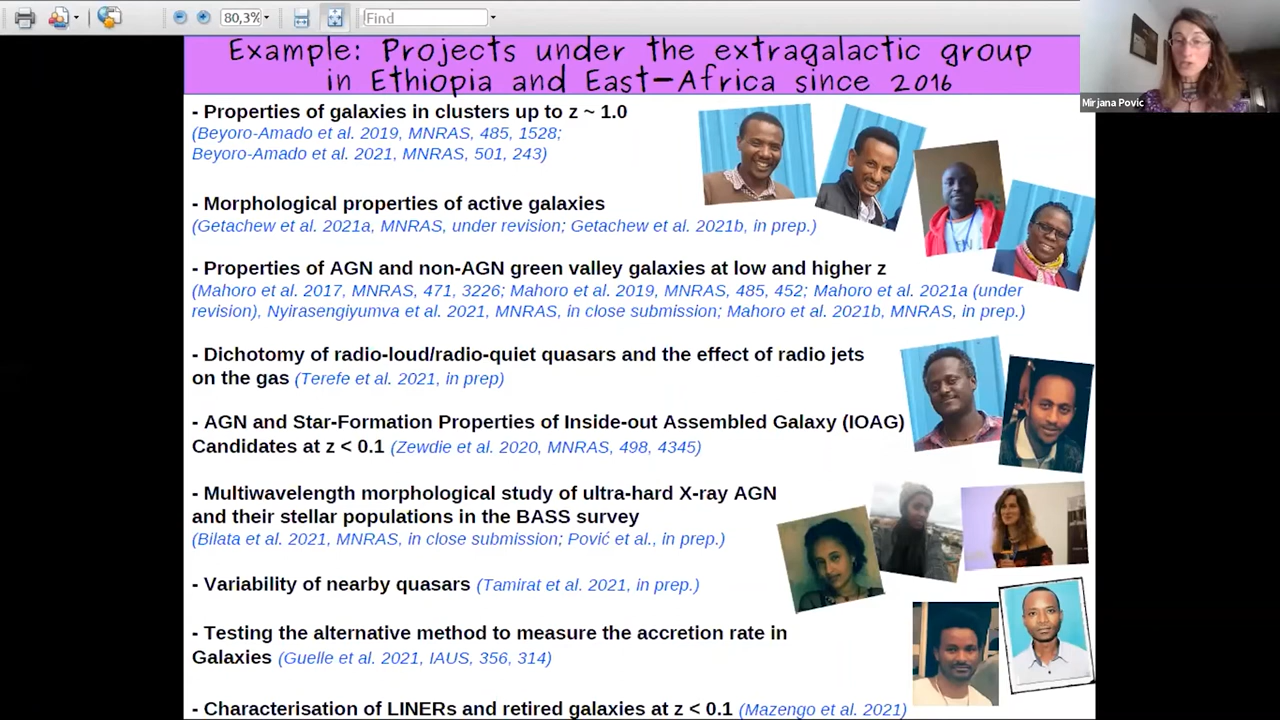 80,3%
Find
Example: Projects under the extragalactic group
in Ethiopia and East-Africa since 2016
Mirjana Povic
- Properties of galaxies in clusters up to z ~ 1.0
(Beyoro-Amado et al. 2019, MNRAS, 485, 1528;
Beyoro-Amado et al. 2021, MNRAS, 501, 243)
- Morphological properties of active galaxies
(Getachew et al. 2021a, MNRAS, under revision; Getachew et al. 2021b, in prep.)
- Properties of AGN and non-AGN green valley galaxies at low and higher z
(Mahoro et al. 2017, MNRAS, 471, 3226; Mahoro et al. 2019, MNRAS, 485, 452; Mahoro et al. 2021a (under
revision), Nyirasengiyumva et al. 2021, MNRAS, in close submission; Mahoro et al. 2021b, MNRAS, in prep.)
- Dichotomy of radio-loud/radio-quiet quasars and the effect of radio jets
on the gas (Terefe et al. 2021, in prep)
- AGN and Star-Formation Properties of Inside-out Assembled Galaxy (IOAG)
Candidates at z < 0.1 (Zewdie et al. 2020, MNRAS, 498, 4345)
- Multiwavelength morphological study of ultra-hard X-ray AGN
and their stellar populations in the BASS survey
(Bilata et al. 2021, MNRAS, in close submission; Pović et al., in prep.)
- Variability of nearby quasars (Tamirat et al. 2021, in prep.)
- Testing the alternative method to measure the accretion rate in
Galaxies (Guelle et al. 2021, IAUS, 356, 314)
- Characterisation of LINERs and retired galaxies at z < 0.1 (Mazengo et al. 2021)